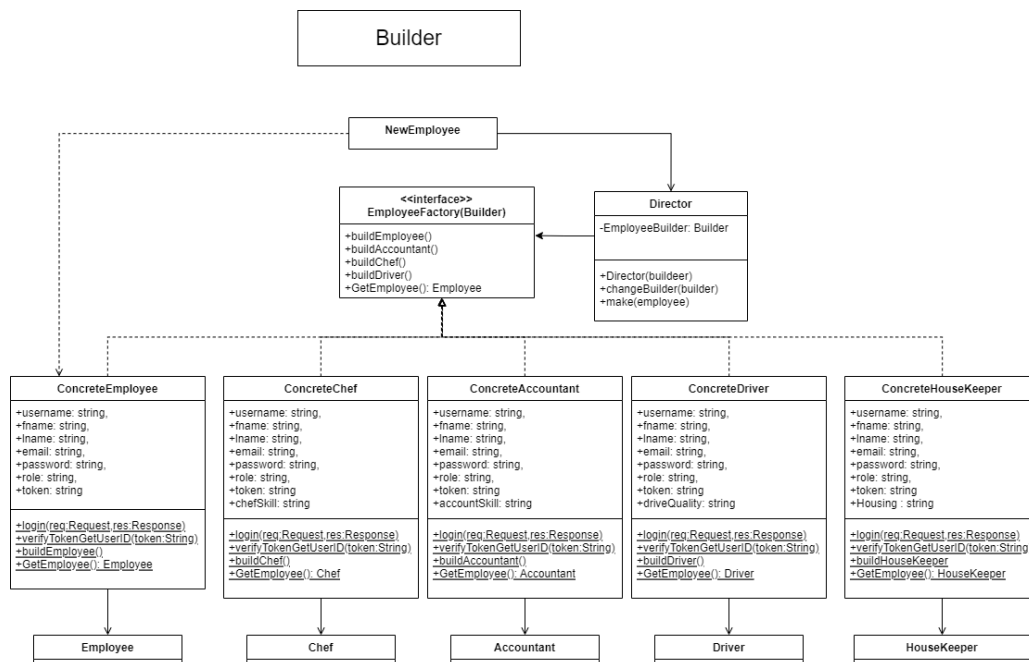 Builder
NewEmployee
<<interface>>
EmployeeFactory(Builder)
+buildEmployee()
+buildAccountant()
+buildChef()
+buildDriver()
+GetEmployee(): Employee
Director
-EmployeeBuilder: Builder
+Director(buildeer)
+changeBuilder(builder)
+make(employee)
ConcreteEmployee
+username: string,
+fname: string,
+lname: string,
+email: string,
+password: string,
+role: string,
+token: string
+login(req:Request,res:Response)
+verifyTokenGetUserID(token:String)
+buildEmployee()
+GetEmployee(): Employee
Employee
ConcreteChef
+username: string,
+fname: string,
+lname: string,
+email: string,
+password: string,
+role: string,
+token: string
+chefSkill: string
+login(req:Request,res:Response)
+verifyTokenGetUserID(token:String)
+buildChef()
+GetEmployee(): Chef
Chef
ConcreteAccountant
+username: string,
+fname: string,
+lname: string,
+email: string,
+password: string,
+role: string,
+token: string
+accountSkill: string
+login(req:Request,res:Response)
+verifyTokenGetUserID(token:String)
+buildAccountant()
+GetEmployee(): Accountant
Accountant
ConcreteDriver
+username: string,
+fname: string,
+lname: string,
+email: string,
+password: string,
+role: string,
+token: string
+driveQuality: string
+login(req:Request,res:Response)
+verifyTokenGetUserID(token:String)
+buildDriver()
+GetEmployee(): Driver
Driver
ConcreteHouseKeeper
+username: string,
+fname: string,
+lname: string,
+email: string,
+password: string,
+role: string,
+token: string
+Housing : string
+login(req:Request,res:Response)
+verifyTokenGetUserID(token:String)
+buildHouseKeeper
+GetEmployee(): HouseKeeper
HouseKeeper